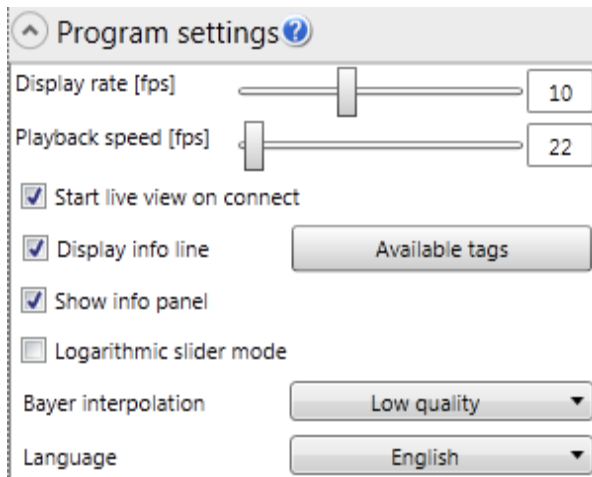 Program settings ?
Display rate [fps] 10
Playback speed [fps] 22
Start live view on connect
Display info line Available tags
Show info panel
Logarithmic slider mode
Bayer interpolation Low quality
Language English